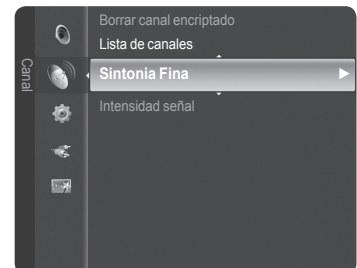 Borrar canal encriptado
Lista de canales
Canal
Sintonia Fina
Intensidad señal